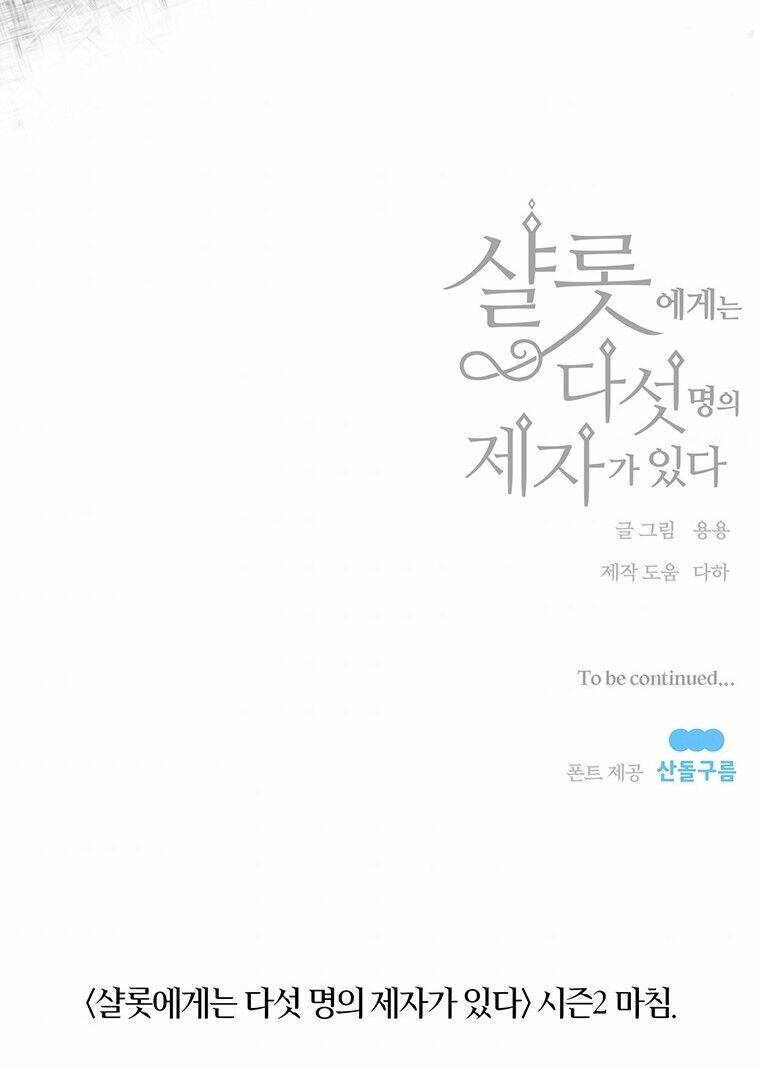 샬롯에게는
다섯 명의
제자가 있다
글 그림 용용
제작 도움 다하
To be continued...
폰트 제공 산돌구름
〈샬롯에게는 다섯 명의 제자가 있다〉 시즌2 마침.